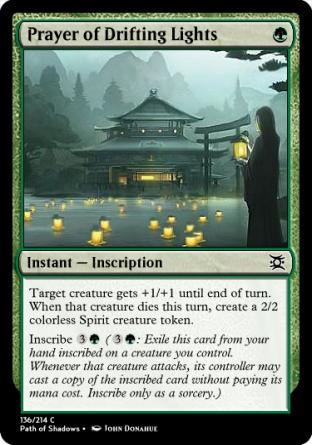 Prayer of Drifting Lights
Instant — Inscription
Target creature gets +1/+1 until end of turn.
When that creature dies this turn, create a 2/2
colorless Spirit creature token.
Inscribe 3 ( 3 : Exile this card from your
hand inscribed on a creature you control.
Whenever that creature attacks, its controller may
cast a copy of the inscribed card without paying its
mana cost. Inscribe only as a sorcery.)
136/214 C
Path of Shadows • John Donahue